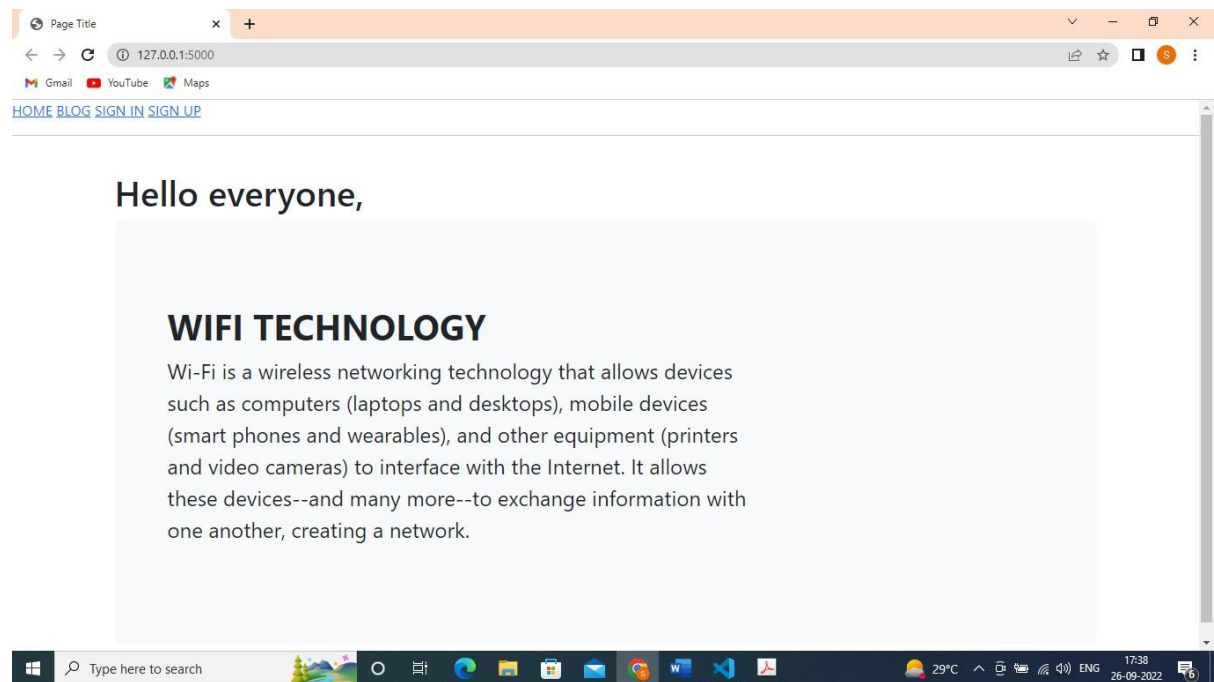 Page Title
127.0.0.1:5000
S
Gmail YouTube Maps
HOME BLOG SIGN IN SIGN UP
Hello everyone,
WIFI TECHNOLOGY
Wi-Fi is a wireless networking technology that allows devices
such as computers (laptops and desktops), mobile devices
(smart phones and wearables), and other equipment (printers
and video cameras) to interface with the Internet. It allows
these devices--and many more--to exchange information with
one another, creating a network.
Type here to search
29°C
ENG
17:38
26-09-2022
6